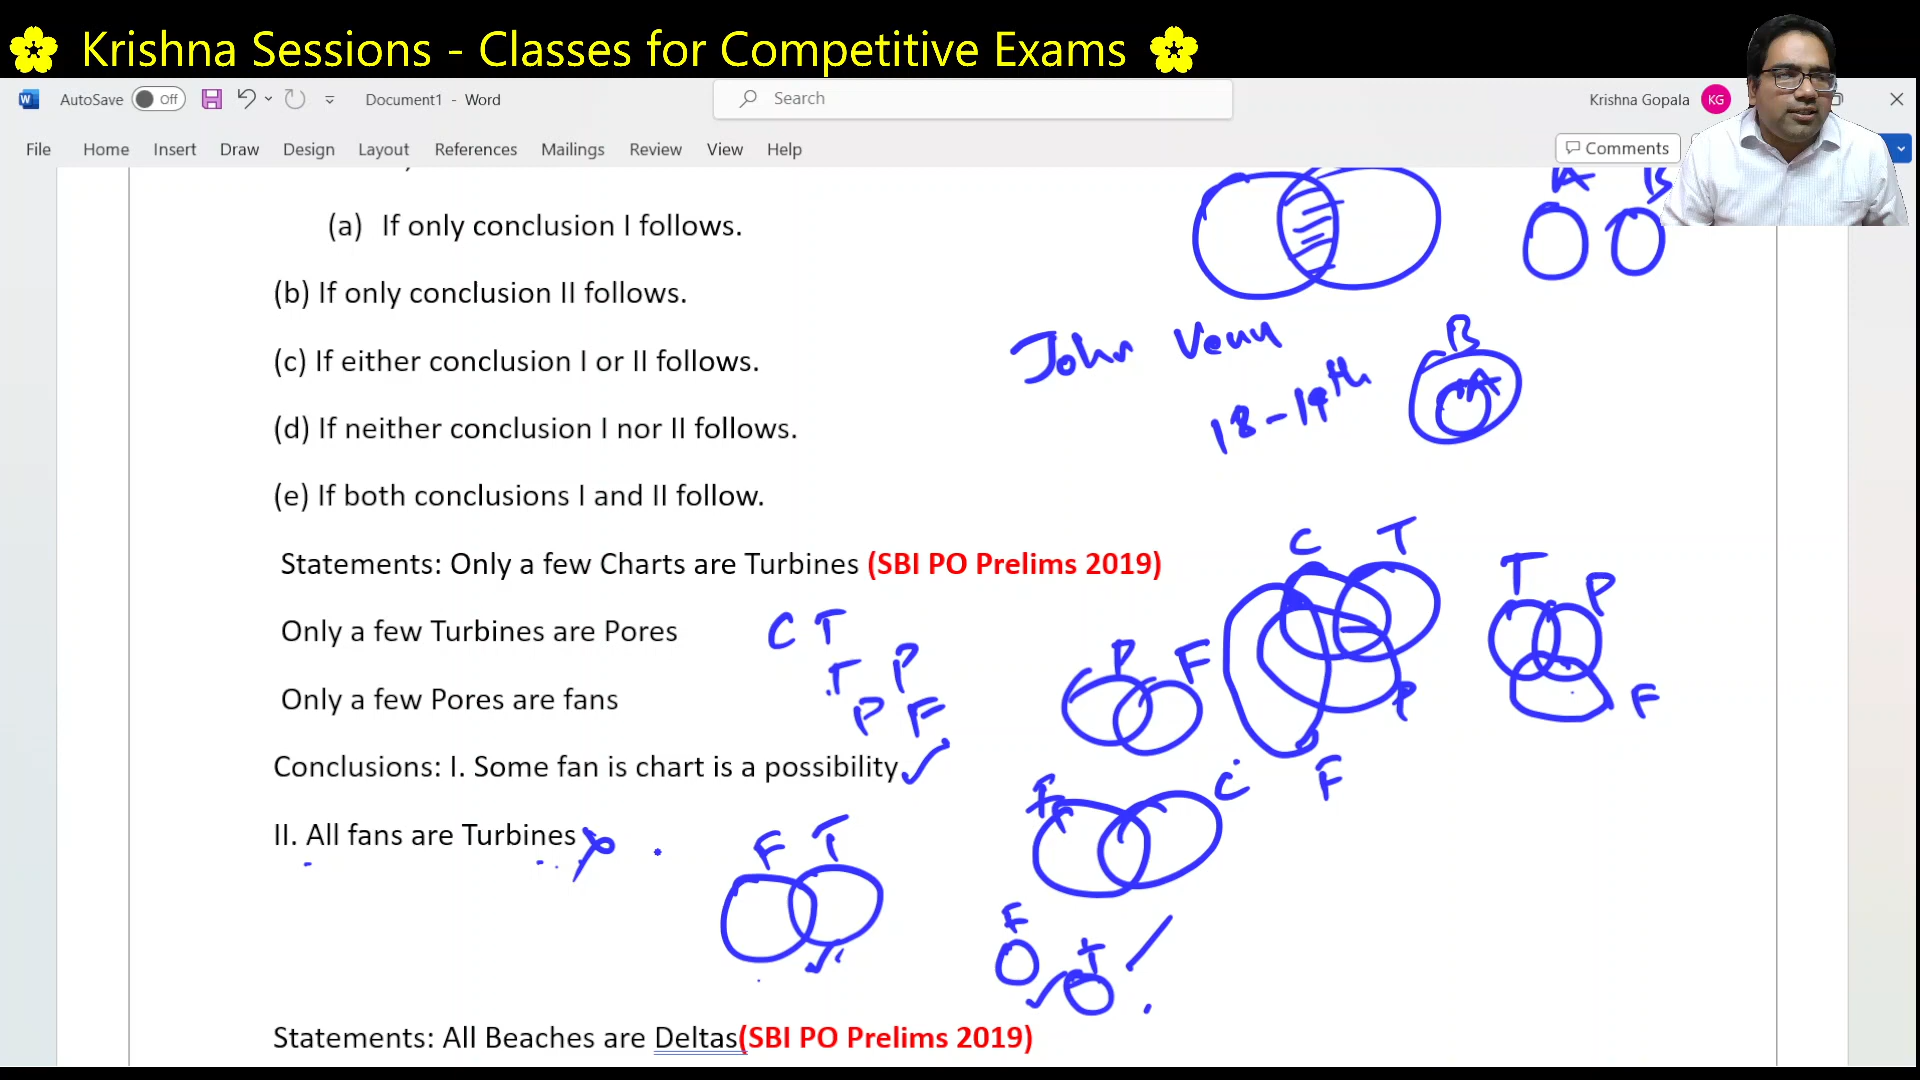 Krishna Sessions - Classes for Competitive Exams
AutoSave Off Document1 - Word Search Krishna Gopala KG
File Home Insert Draw Design Layout References Mailings Review View Help Comments
A B
(a) If only conclusion I follows.
(b) If only conclusion II follows.
John Venn
B
(c) If either conclusion I or II follows.
18-19th
A
(d) If neither conclusion I nor II follows.
(e) If both conclusions I and II follow.
C T
Statements: Only a few Charts are Turbines (SBI PO Prelims 2019)
T P
Only a few Turbines are Pores
C T
T P
P F
P F
P
F
Only a few Pores are fans
Conclusions: I. Some fan is chart is a possibility
F
C
II. All fans are Turbines
F T
F
T
Statements: All Beaches are Deltas(SBI PO Prelims 2019)